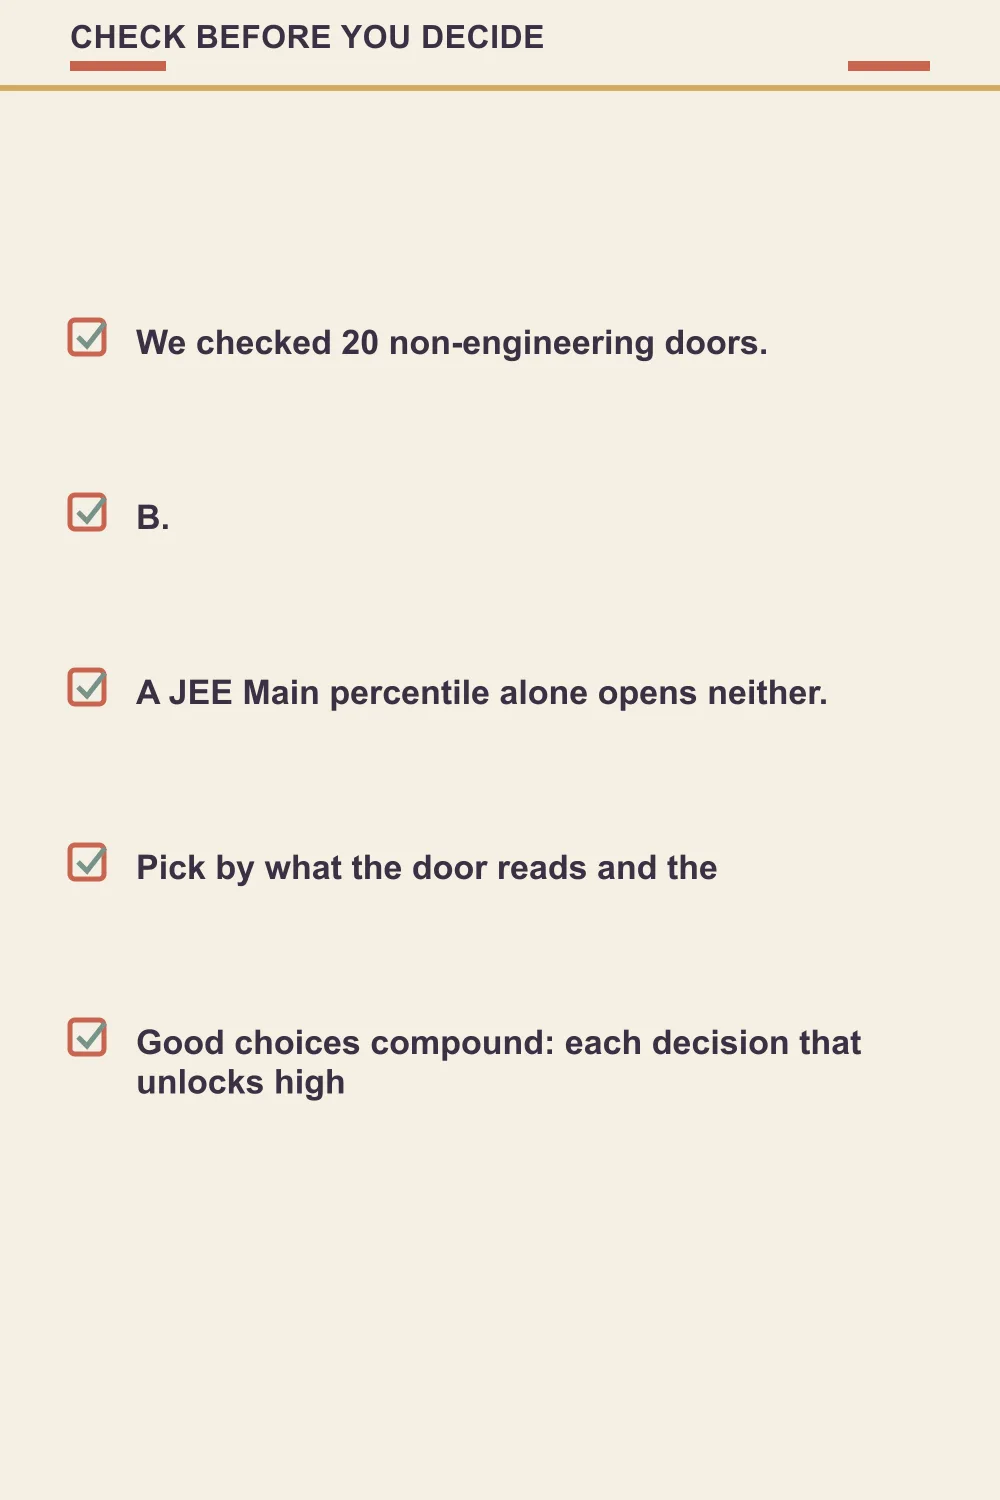 CHECK BEFORE YOU DECIDE
We checked 20 non-engineering doors.
B.
A JEE Main percentile alone opens neither.
Pick by what the door reads and the
Good choices compound: each decision that
unlocks high